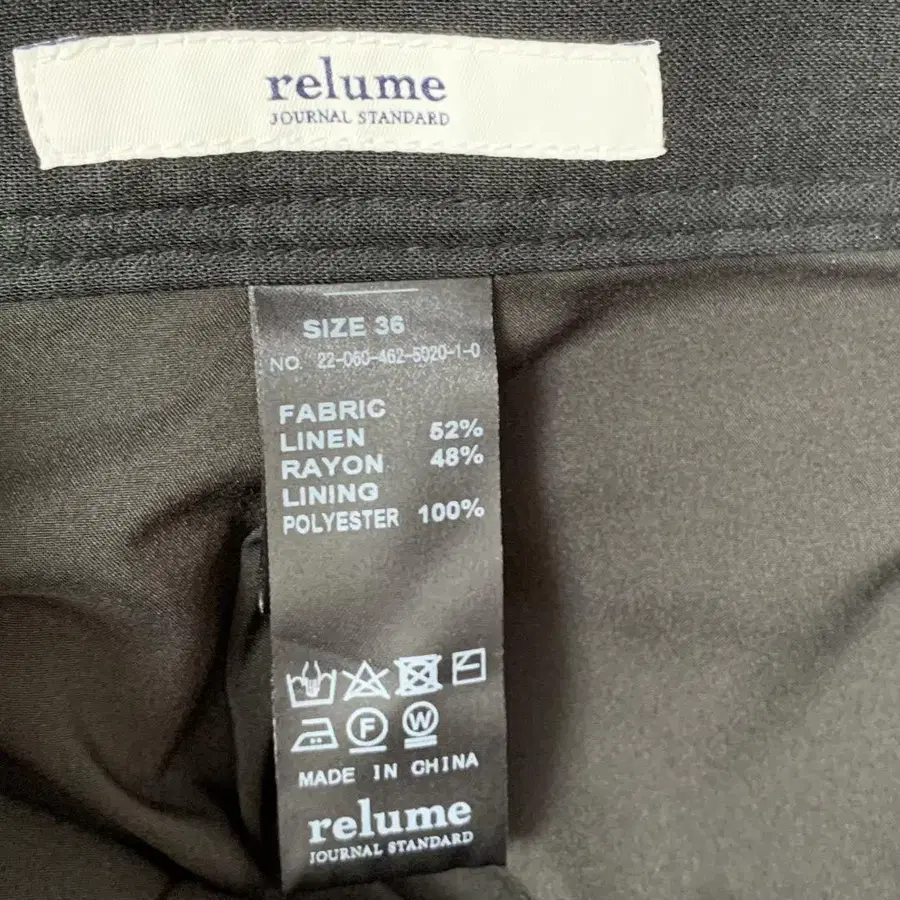 relume
JOURNAL STANDARD
SIZE 36
NO. 22-060-462-5020-1-0
FABRIC
LINEN 52%
RAYON 48%
LINING
POLYESTER 100%
F W
MADE IN CHINA
relume
JOURNAL STANDARD